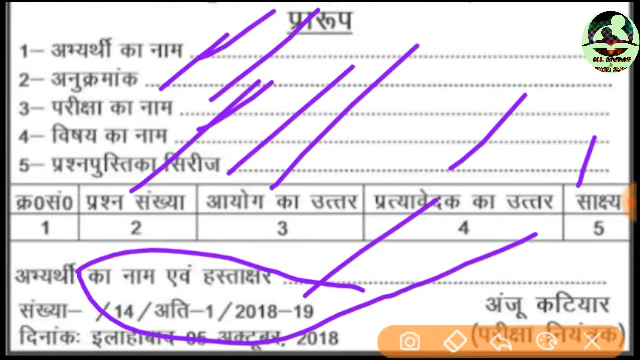 प्रारूप
1– अभ्यर्थी का नाम
2– अनुक्रमांक
3– परीक्षा का नाम
4– विषय का नाम
5– प्रश्नपुस्तिका सिरीज
क्र0सं0 प्रश्न संख्या आयोग का उत्तर प्रत्यावेदक का उत्तर साक्ष्य
1 2 3 4 5
अभ्यर्थी का नाम एवं हस्ताक्षर
संख्या– /14/अति–1/2018–19 अंजू कटियार
दिनांकः इलाहाबाद 05 अक्टूबर, 2018 (परीक्षा नियंत्रक)